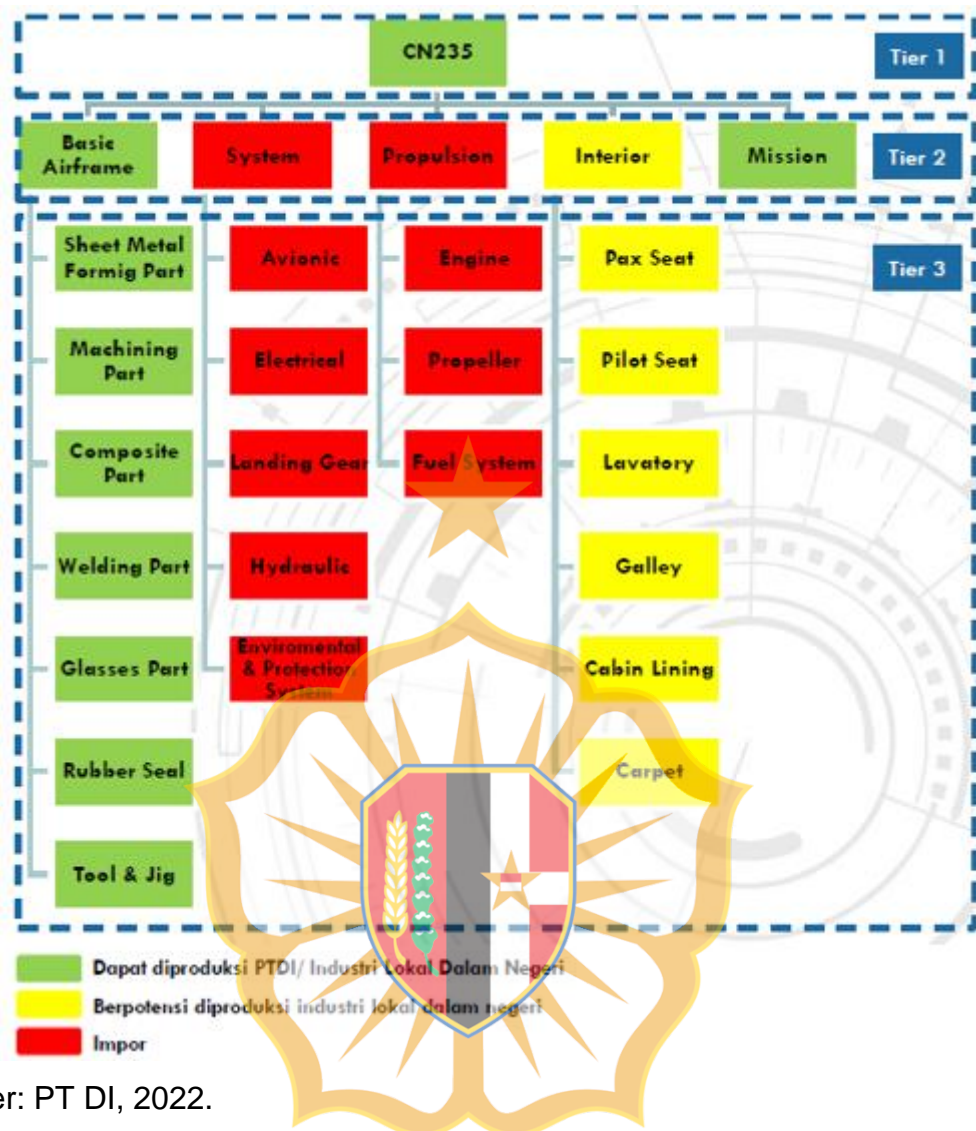 CN235
Tier 1
Basic
Airframe
System
Propulsion
Interior
Mission
Tier 2
Sheet Metal
Formig Part
Avionic
Engine
Pax Seat
Tier 3
Machining
Part
Electrical
Propeller
Pilot Seat
Composite
Part
Landing Gear
Fuel System
Lavatory
Welding Part
Hydraulic
Galley
Glasses Part
Enviromental
& Protection
System
Cabin Lining
Rubber Seal
Carpet
Tool & Jig
Dapat diproduksi PTDI/ Industri Lokal Dalam Negeri
Berpotensi diproduksi industri lokal dalam negeri
Impor
er: PT DI, 2022.